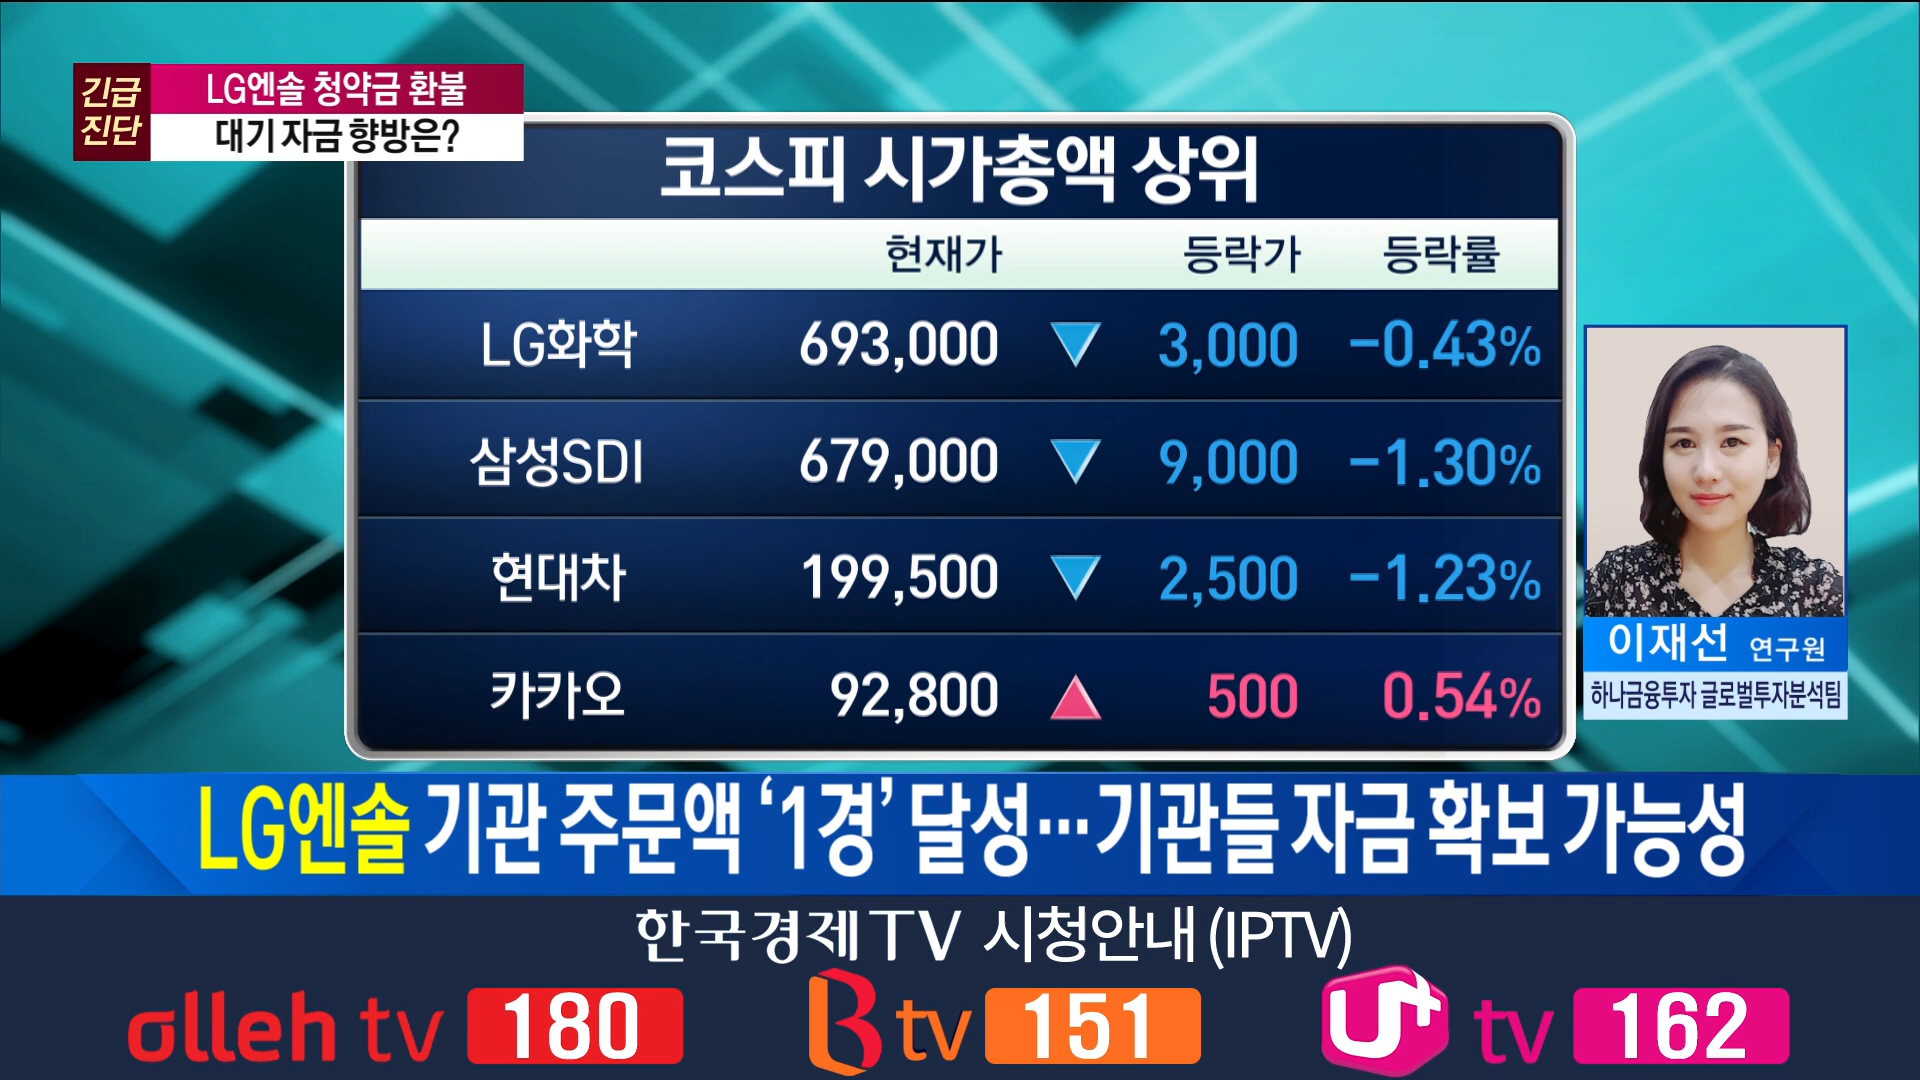 긴급
진단
LG엔솔 청약금 환불
대기 자금 향방은?
코스피 시가총액 상위
현재가 등락가 등락률
LG화학 693,000 ▼ 3,000 -0.43%
삼성SDI 679,000 ▼ 9,000 -1.30%
현대차 199,500 ▼ 2,500 -1.23%
카카오 92,800 ▲ 500 0.54%
이재선 연구원
하나금융투자 글로벌투자분석팀
LG엔솔 기관 주문액 ‘1경’ 달성…기관들 자금 확보 가능성
한국경제TV 시청안내 (IPTV)
olleh tv 180 B tv 151 U+ tv 162